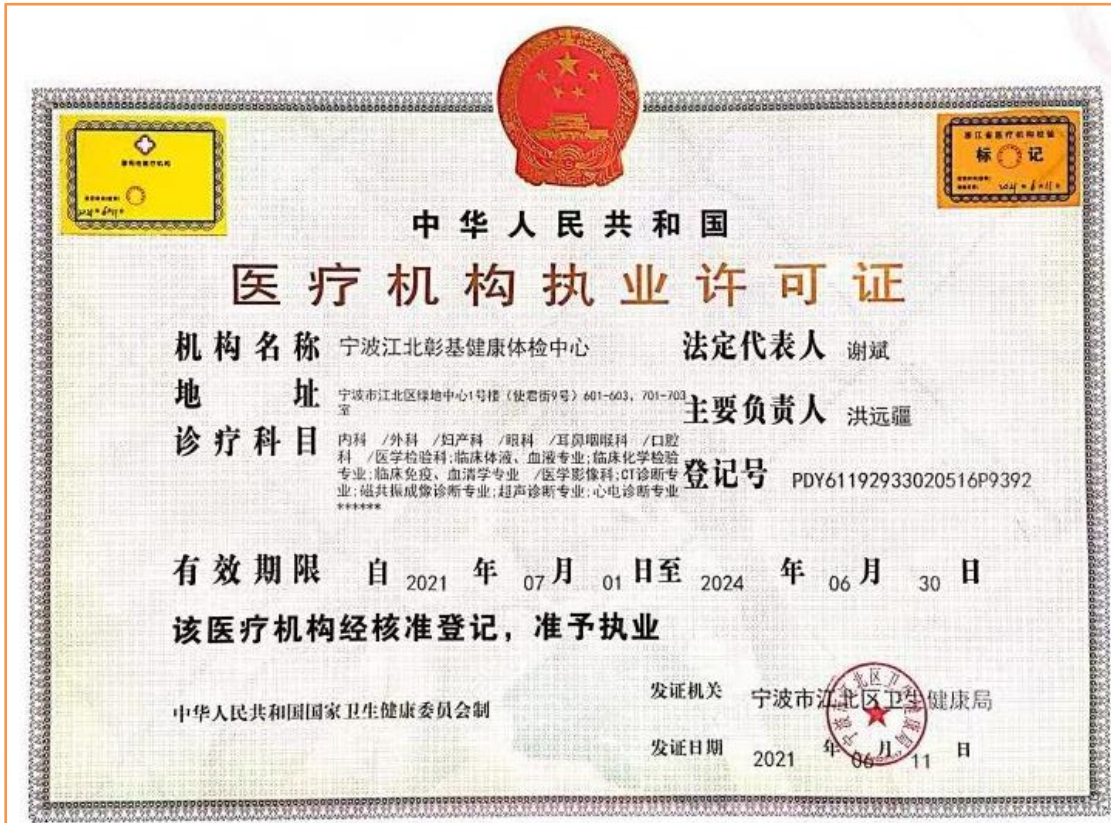 浙江省医疗机构校验
标 记
中华人民共和国
医疗机构执业许可证
机构名称 宁波江北彰基健康体检中心
法定代表人 谢斌
地 址 宁波市江北区绿地中心1号楼（使君街9号）601-603，701-703
室
主要负责人 洪远疆
诊疗科目 内科 /外科 /妇产科 /眼科 /耳鼻咽喉科 /口腔
科 /医学检验科;临床体液、血液专业;临床化学检验
专业;临床免疫、血清学专业 /医学影像科;CT诊断专
业;磁共振成像诊断专业;超声诊断专业;心电诊断专业
******
登记号 PDY61192933020516P9392
有效期限 自 2021 年 07 月 01 日至 2024 年 06 月 30 日
该医疗机构经核准登记，准予执业
中华人民共和国国家卫生健康委员会制
发证机关 宁波市江北区卫生健康局
发证日期 2021 年 06 月 11 日